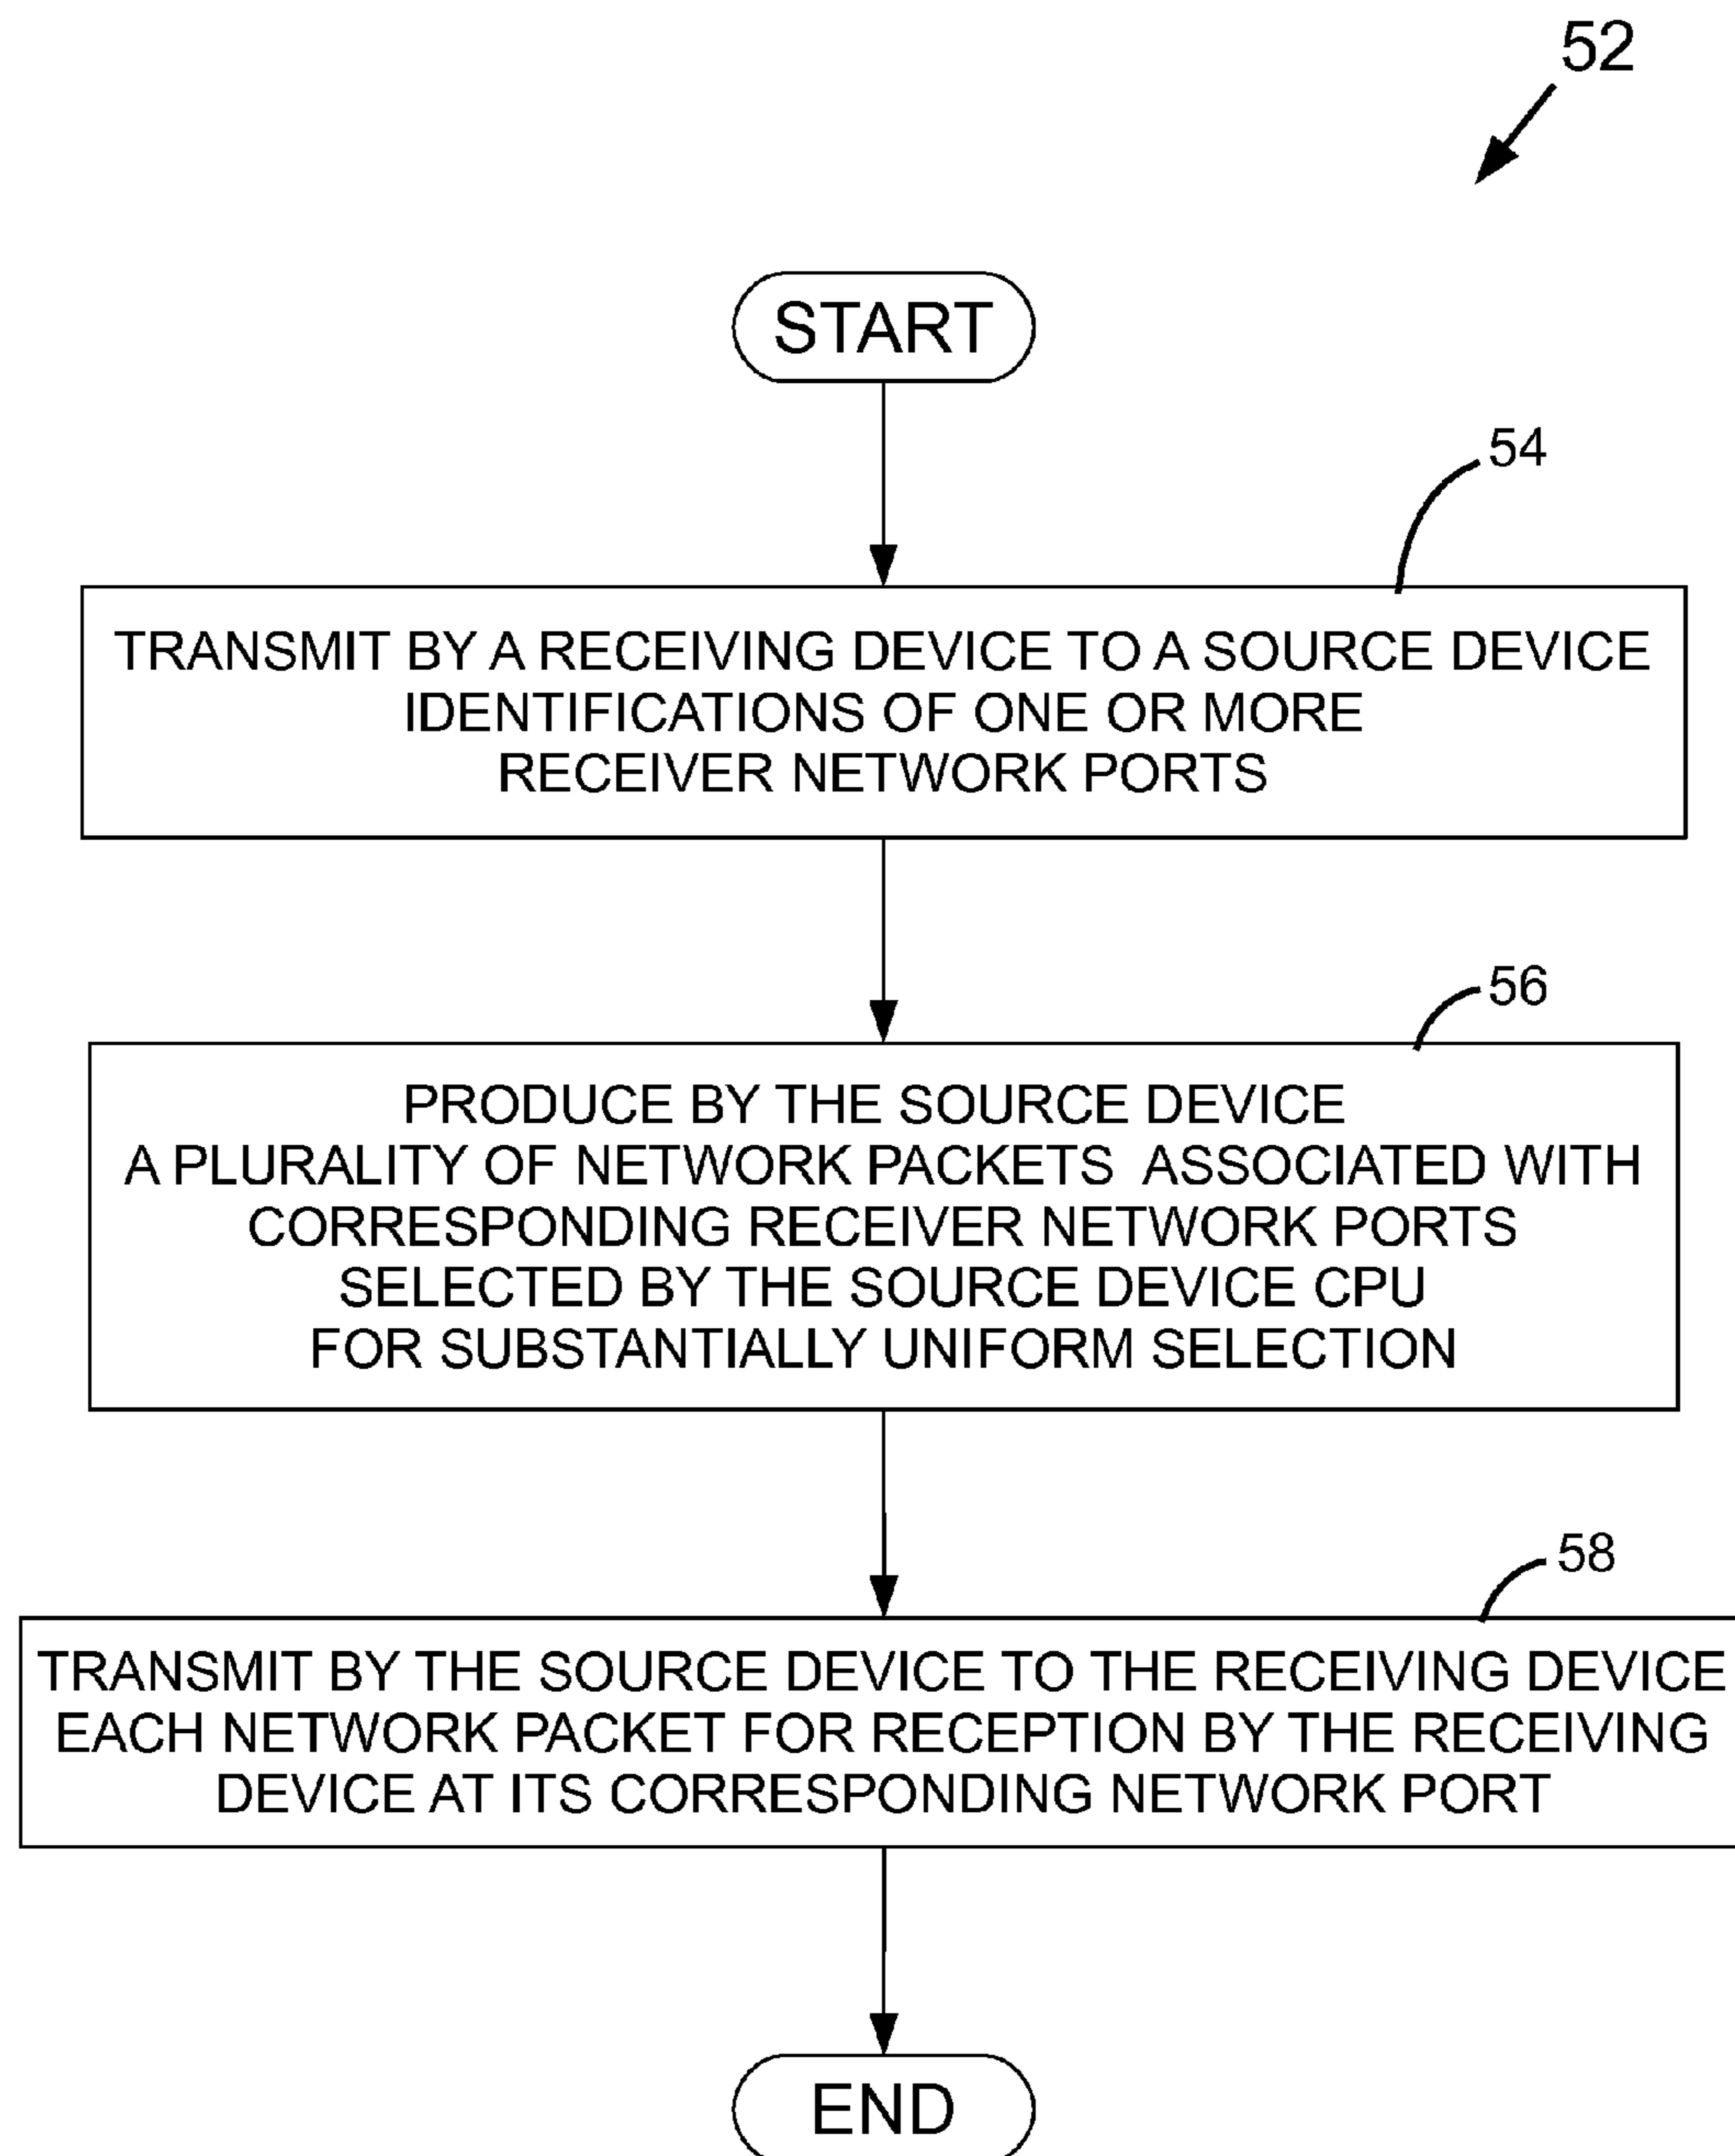 52
START
54
TRANSMIT BY A RECEIVING DEVICE TO A SOURCE DEVICE
IDENTIFICATIONS OF ONE OR MORE
RECEIVER NETWORK PORTS
56
PRODUCE BY THE SOURCE DEVICE
A PLURALITY OF NETWORK PACKETS ASSOCIATED WITH
CORRESPONDING RECEIVER NETWORK PORTS
SELECTED BY THE SOURCE DEVICE CPU
FOR SUBSTANTIALLY UNIFORM SELECTION
58
TRANSMIT BY THE SOURCE DEVICE TO THE RECEIVING DEVICE
EACH NETWORK PACKET FOR RECEPTION BY THE RECEIVING
DEVICE AT ITS CORRESPONDING NETWORK PORT
END